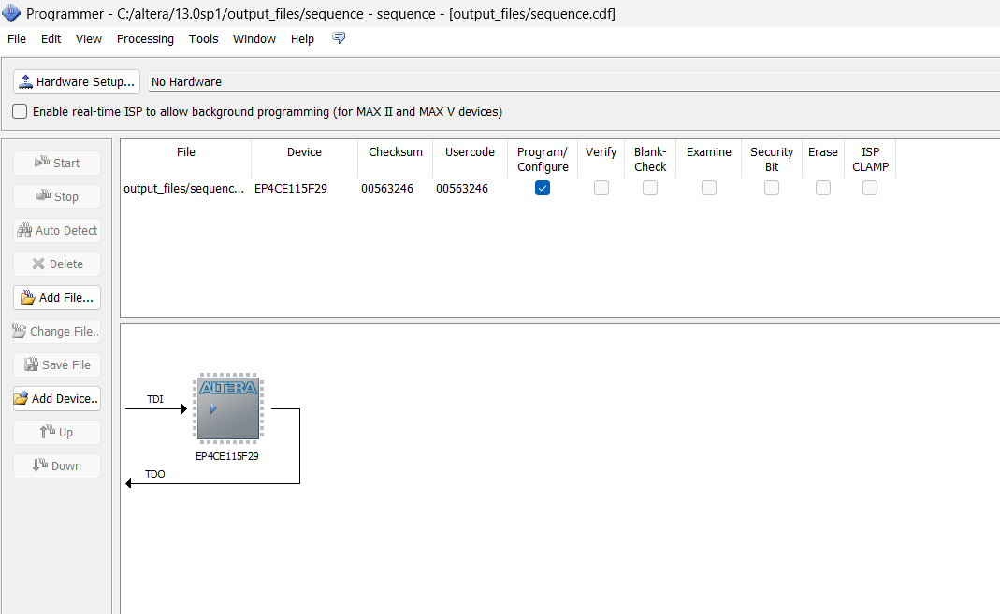 Programmer - C:/altera/13.0sp1/output_files/sequence - sequence - [output_files/sequence.cdf]
File Edit View Processing Tools Window Help
Hardware Setup... No Hardware
Enable real-time ISP to allow background programming (for MAX II and MAX V devices)
Start
Stop
Auto Detect
Delete
Add File...
Change File..
Save File
Add Device..
Up
Down
File Device Checksum Usercode Program/ Verify Blank- Examine Security Erase ISP
Configure Check Bit CLAMP
output_files/sequenc... EP4CE115F29 00563246 00563246
ALTERA
TDI
EP4CE115F29
TDO